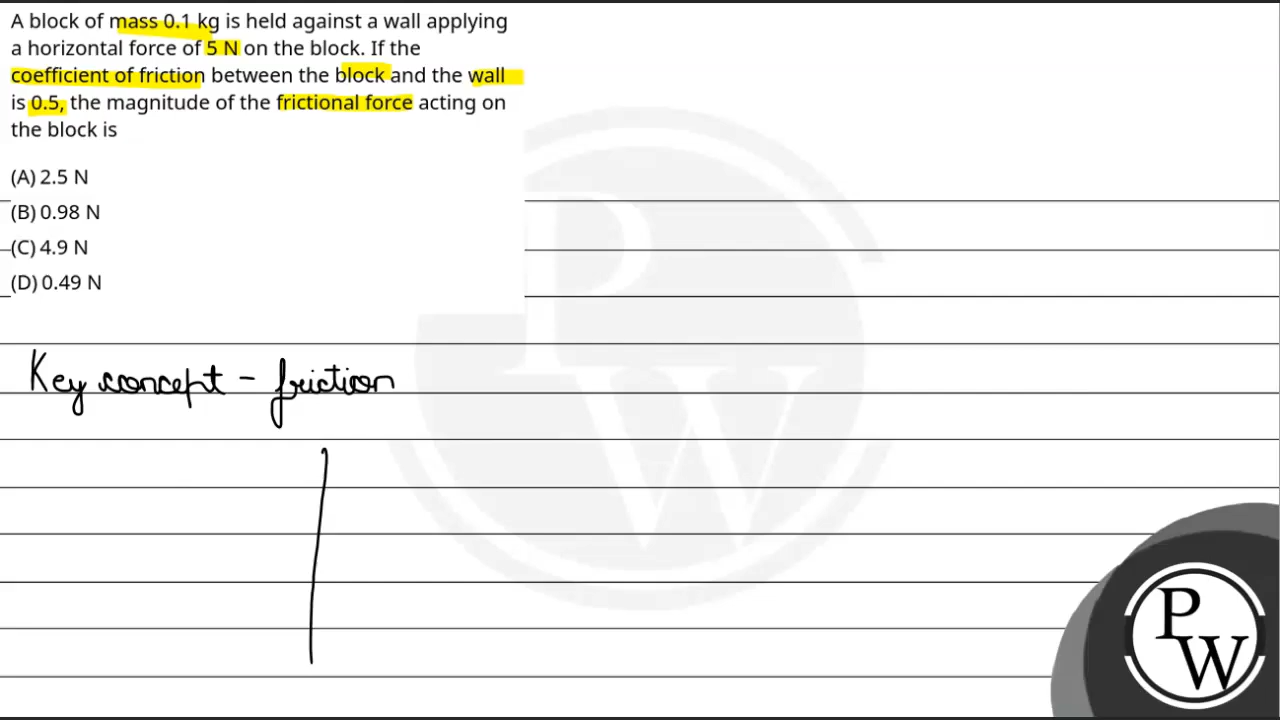 A block of mass 0.1 kg is held against a wall applying
a horizontal force of 5 N on the block. If the
coefficient of friction between the block and the wall
is 0.5, the magnitude of the frictional force acting on
the block is
(A) 2.5 N
(B) 0.98 N
(C) 4.9 N
(D) 0.49 N
Key concept - friction
P
W
P
W